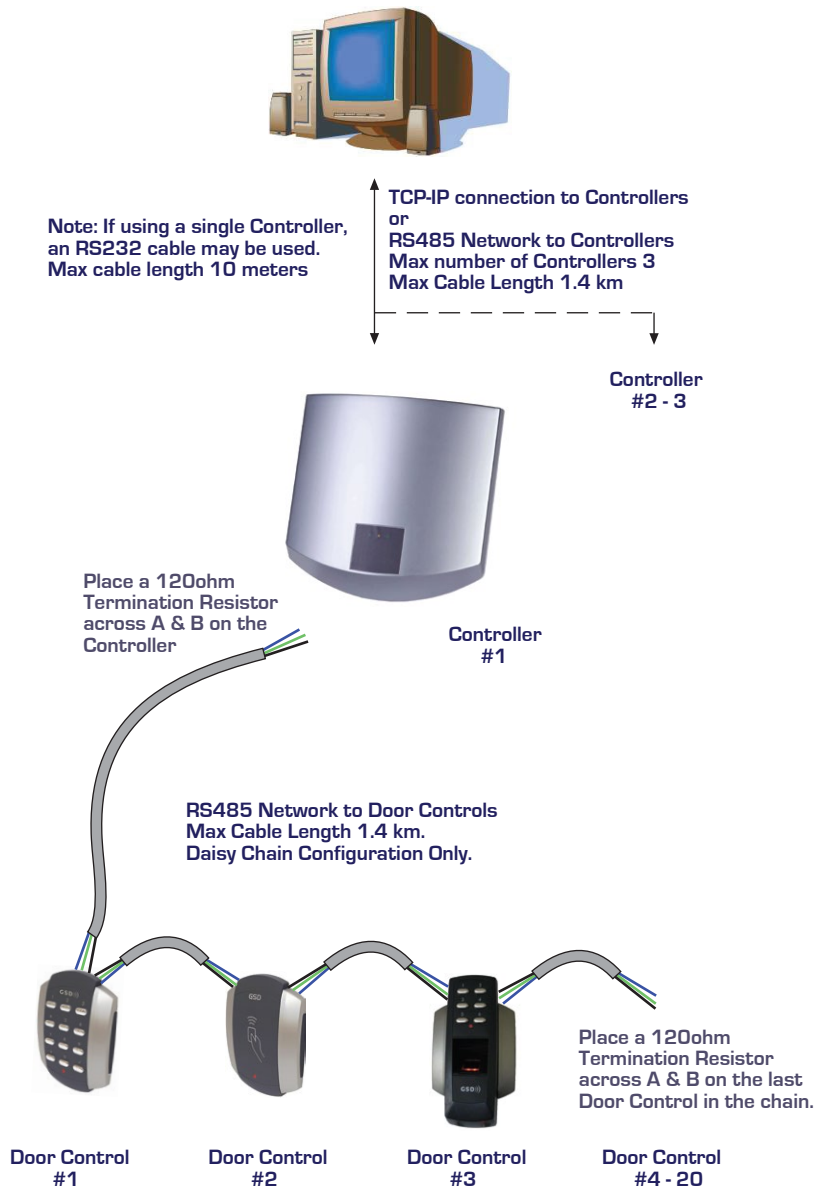 Note: If using a single Controller,
an RS232 cable may be used.
Max cable length 10 meters
TCP-IP connection to Controllers
or
RS485 Network to Controllers
Max number of Controllers 3
Max Cable Length 1.4 km
Controller
#2 - 3
Place a 120ohm
Termination Resistor
across A & B on the
Controller
Controller
#1
RS485 Network to Door Controls
Max Cable Length 1.4 km.
Daisy Chain Configuration Only.
GSD
GSD
GSD
Place a 120ohm
Termination Resistor
across A & B on the last
Door Control in the chain.
Door Control
#1
Door Control
#2
Door Control
#3
Door Control
#4 - 20